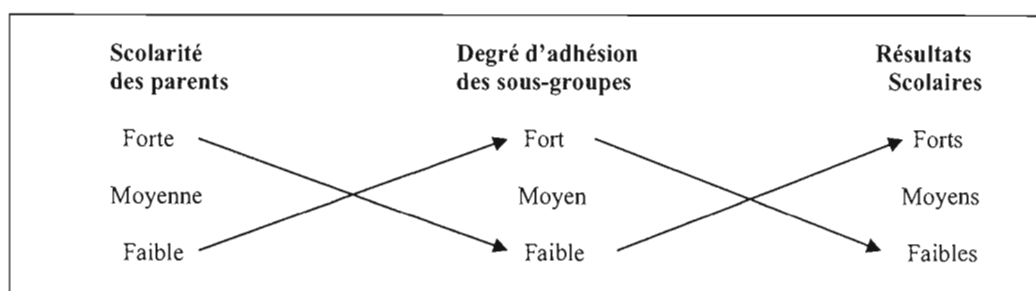 Scolarité Degré d'adhésion Résultats
des parents des sous-groupes Scolaires
Forte Fort Forts
Moyenne Moyen Moyens
Faible Faible Faibles